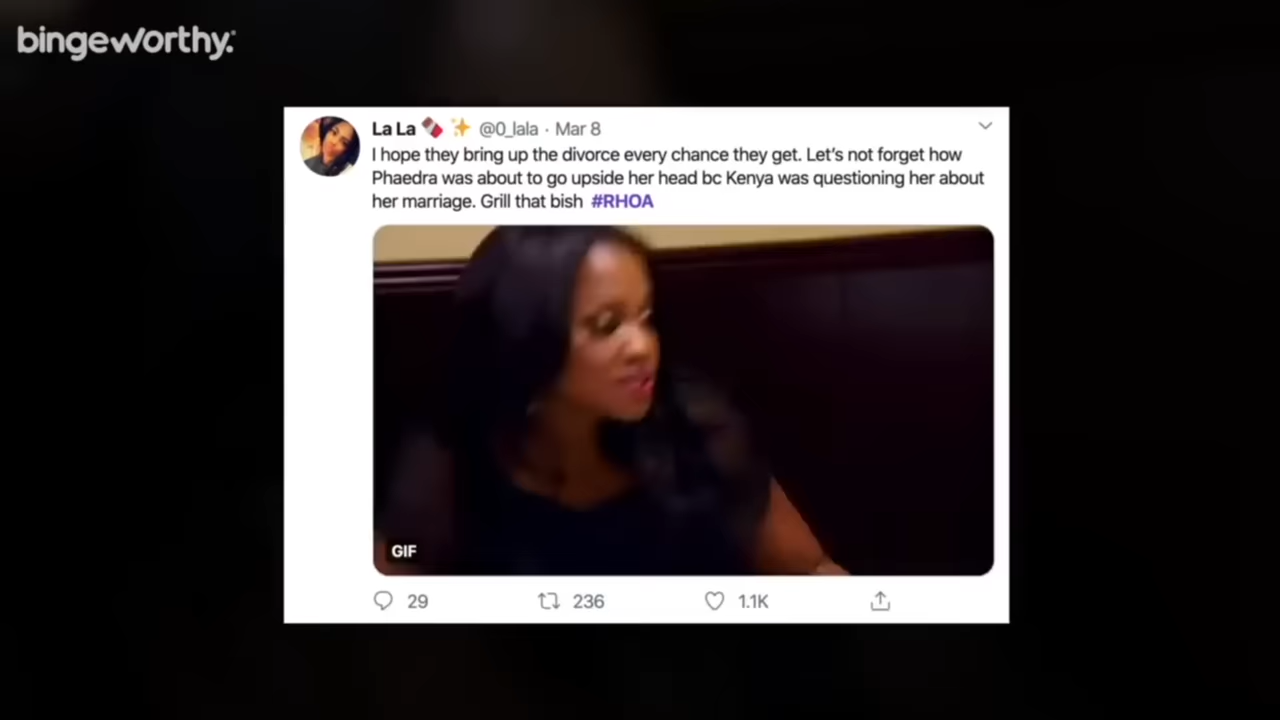 bingeworthy.
La La 🍫 ✨ @0_lala · Mar 8
I hope they bring up the divorce every chance they get. Let's not forget how
Phaedra was about to go upside her head bc Kenya was questioning her about
her marriage. Grill that bish #RHOA
GIF
29 236 1.1K